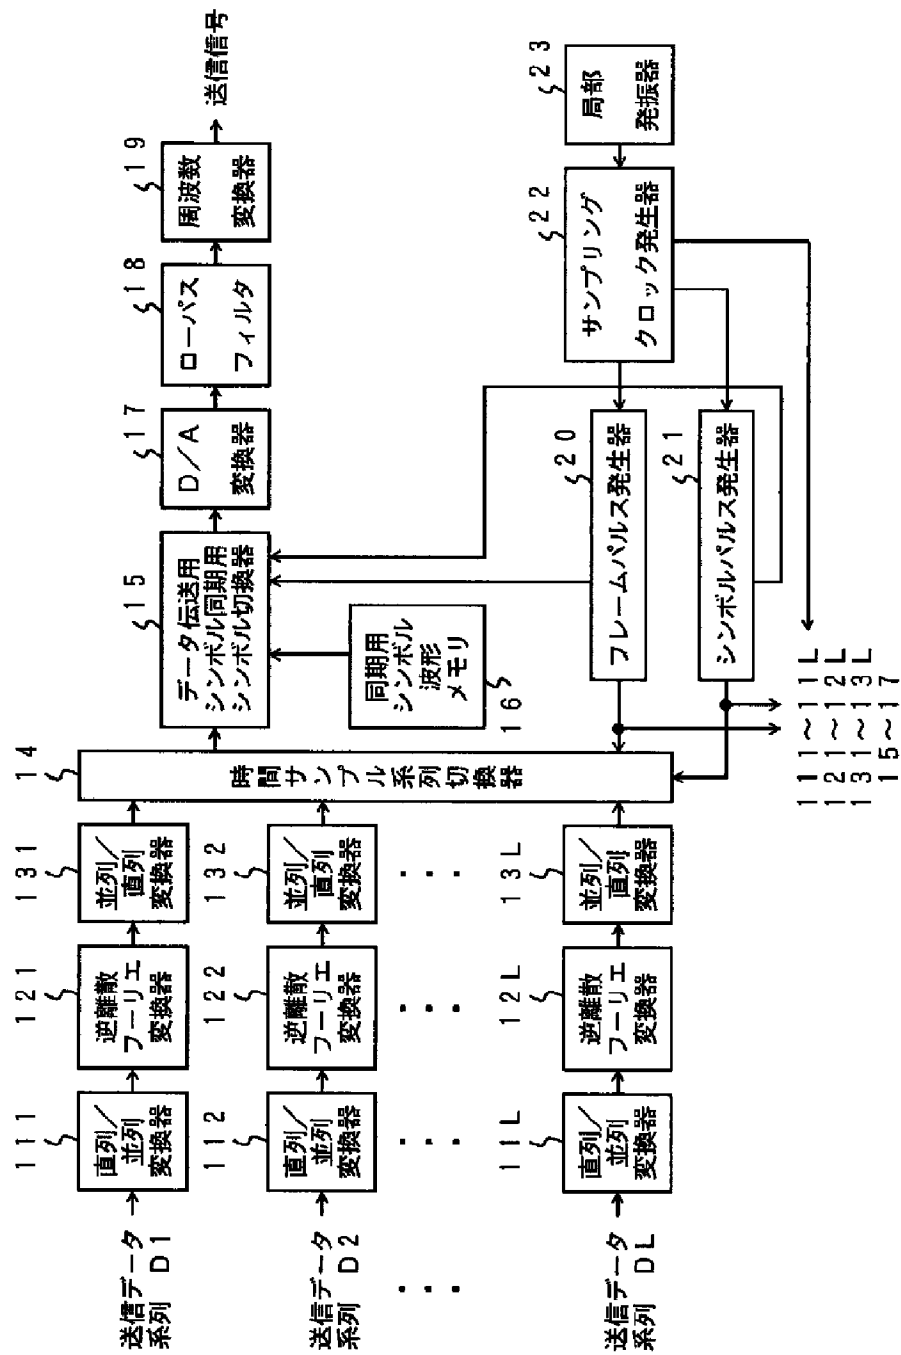 送信データ
系列 D1
111
直列/
並列
変換器
121
逆離散
フーリエ
変換器
131
並列/
直列
変換器
送信データ
系列 D2
112
直列/
並列
変換器
122
逆離散
フーリエ
変換器
132
並列/
直列
変換器
・・・
・・・
・・・
・・・
送信データ
系列 DL
11L
直列/
並列
変換器
12L
逆離散
フーリエ
変換器
13L
並列/
直列
変換器
14
時間サンプル系列切換器
15
データ伝送用
シンボル同期用
シンボル切換器
同期用
シンボル
波形
メモリ
16
17
D/A
変換器
18
ローパス
フィルタ
19
周波数
変換器
送信信号
20
フレームパルス発生器
21
シンボルパルス発生器
22
サンプリング
クロック発生器
23
局部
発振器
111~11L
121~12L
131~13L
15~17